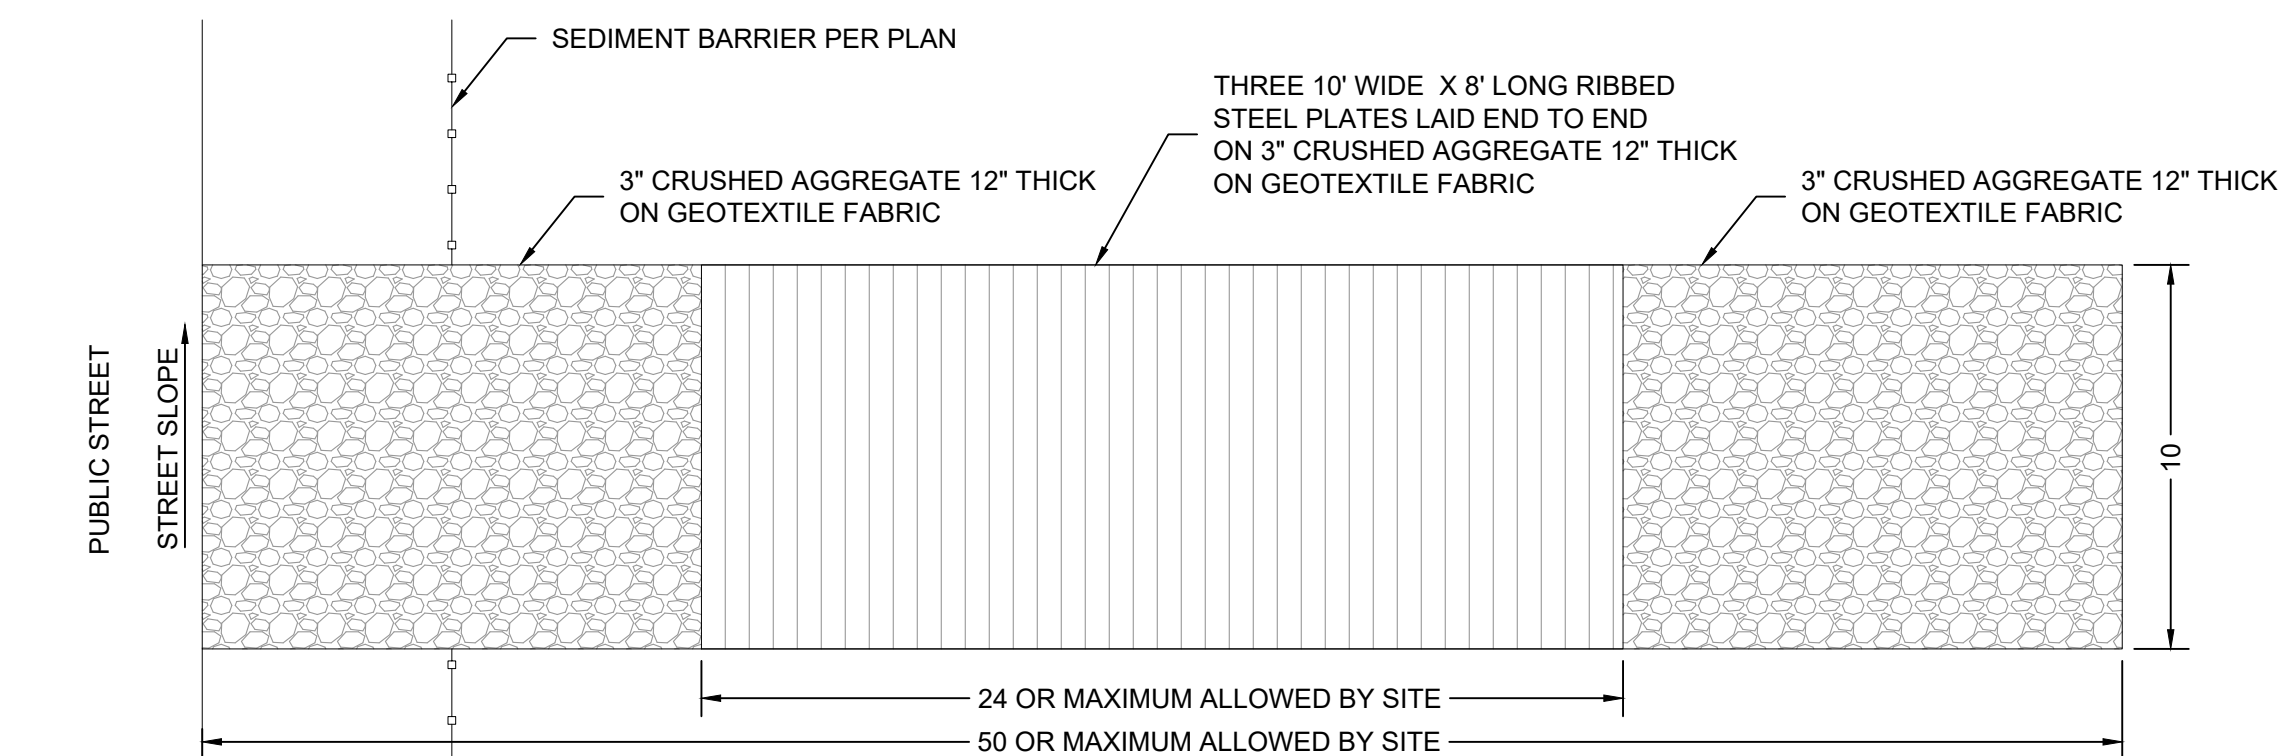 SEDIMENT BARRIER PER PLAN
THREE 10' WIDE  X 8' LONG RIBBED
STEEL PLATES LAID END TO END
ON 3" CRUSHED AGGREGATE 12" THICK
ON GEOTEXTILE FABRIC
3" CRUSHED AGGREGATE 12" THICK
ON GEOTEXTILE FABRIC
3" CRUSHED AGGREGATE 12" THICK
ON GEOTEXTILE FABRIC
PUBLIC STREET
STREET SLOPE
10
24 OR MAXIMUM ALLOWED BY SITE
50 OR MAXIMUM ALLOWED BY SITE